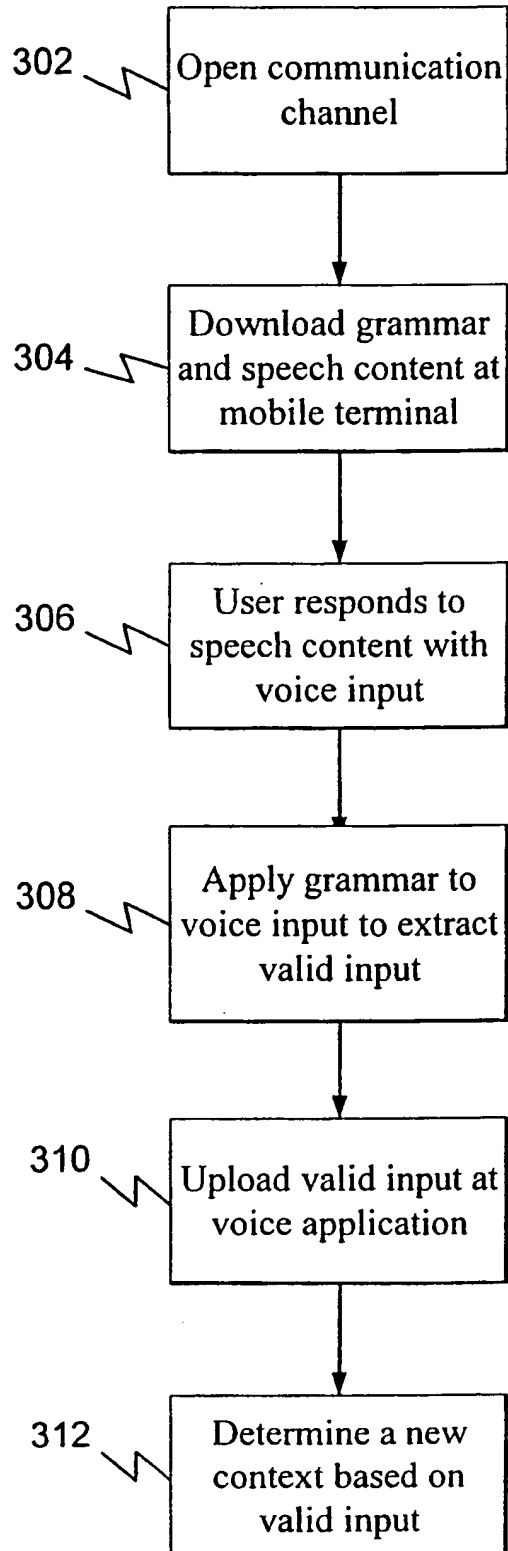 302
Open communication
channel
304
Download grammar
and speech content at
mobile terminal
306
User responds to
speech content with
voice input
308
Apply grammar to
voice input to extract
valid input
310
Upload valid input at
voice application
312
Determine a new
context based on
valid input